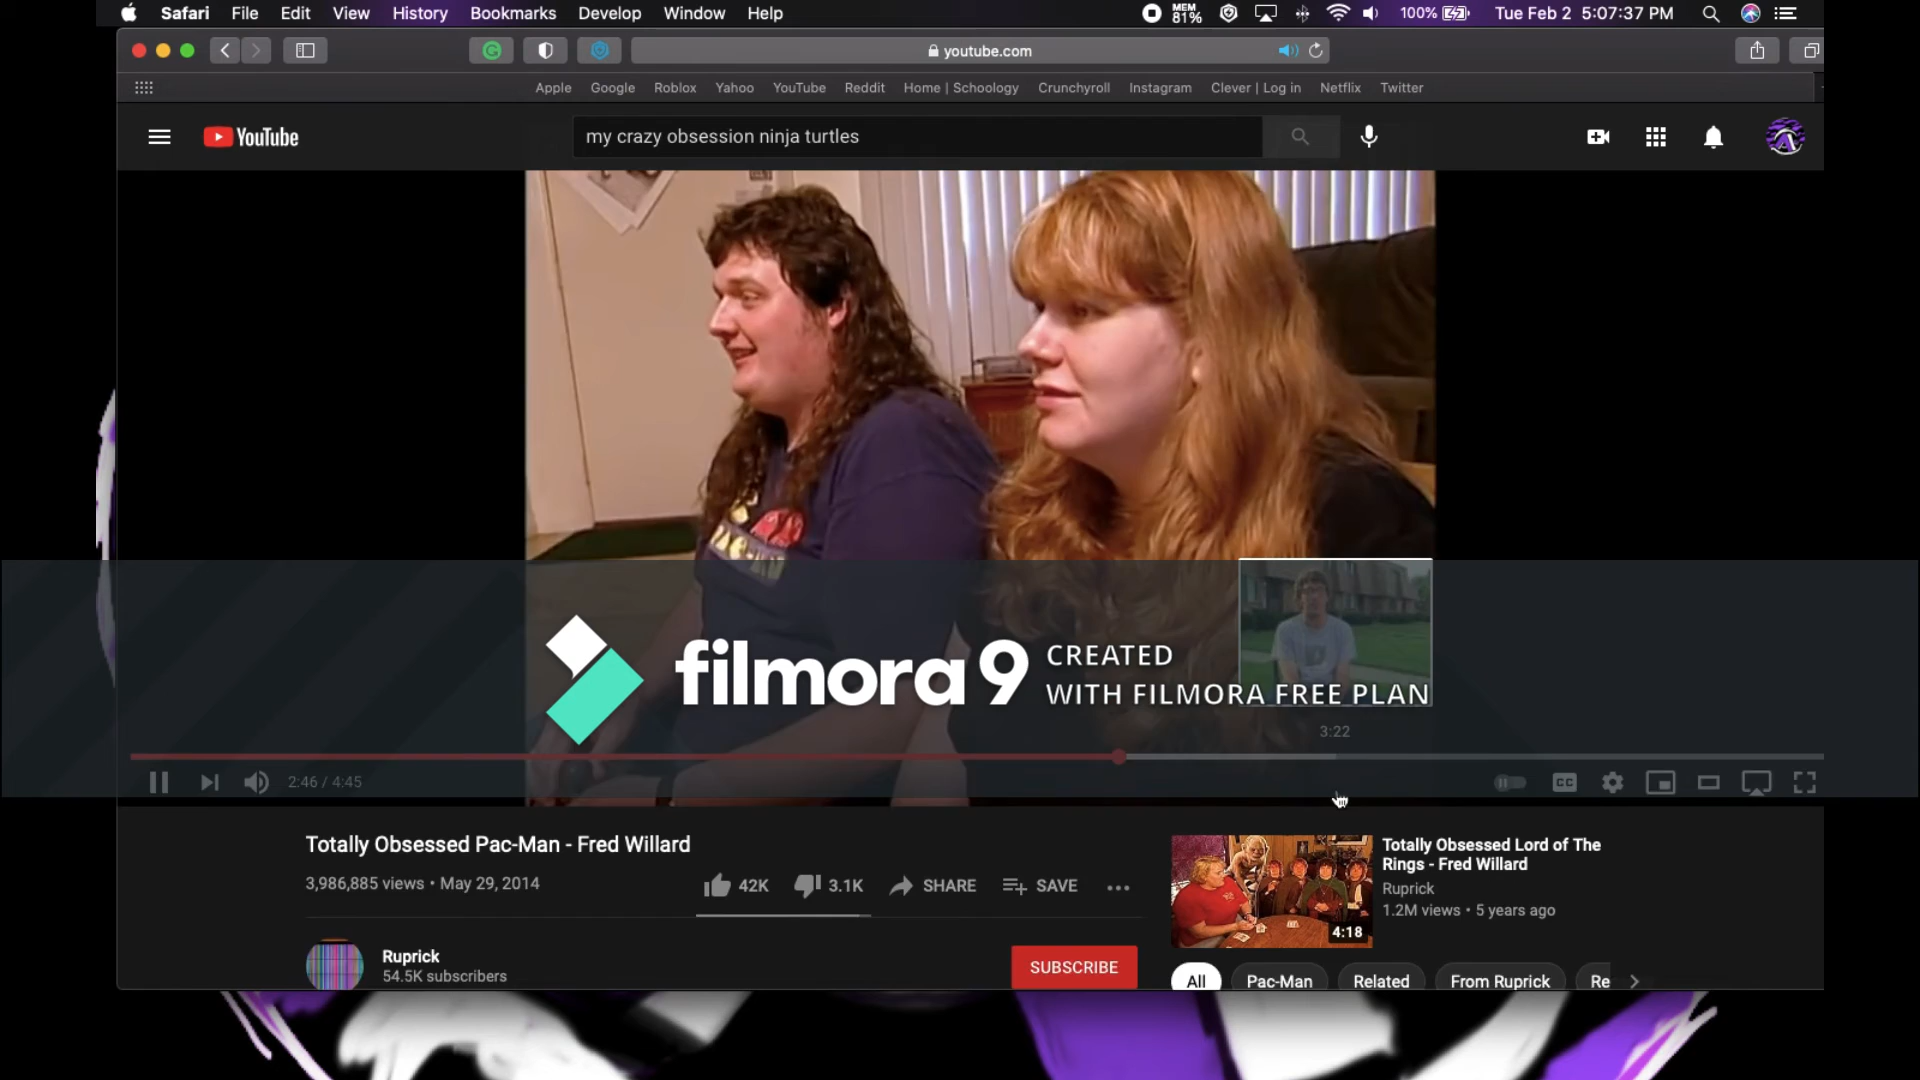 Safari File Edit View History Bookmarks Develop Window Help
MEM
81%
100%
Tue Feb 2 5:07:37 PM
youtube.com
Apple Google Roblox Yahoo YouTube Reddit Home | Schoology Crunchyroll Instagram Clever | Log in Netflix Twitter
YouTube
my crazy obsession ninja turtles
filmora9
CREATED
WITH FILMORA FREE PLAN
3:22
2:46 / 4:45
CC
Totally Obsessed Pac-Man - Fred Willard
3,986,885 views • May 29, 2014
42K 3.1K SHARE SAVE
Ruprick
54.5K subscribers
SUBSCRIBE
4:18
Totally Obsessed Lord of The
Rings - Fred Willard
Ruprick
1.2M views • 5 years ago
All Pac-Man Related From Ruprick Re